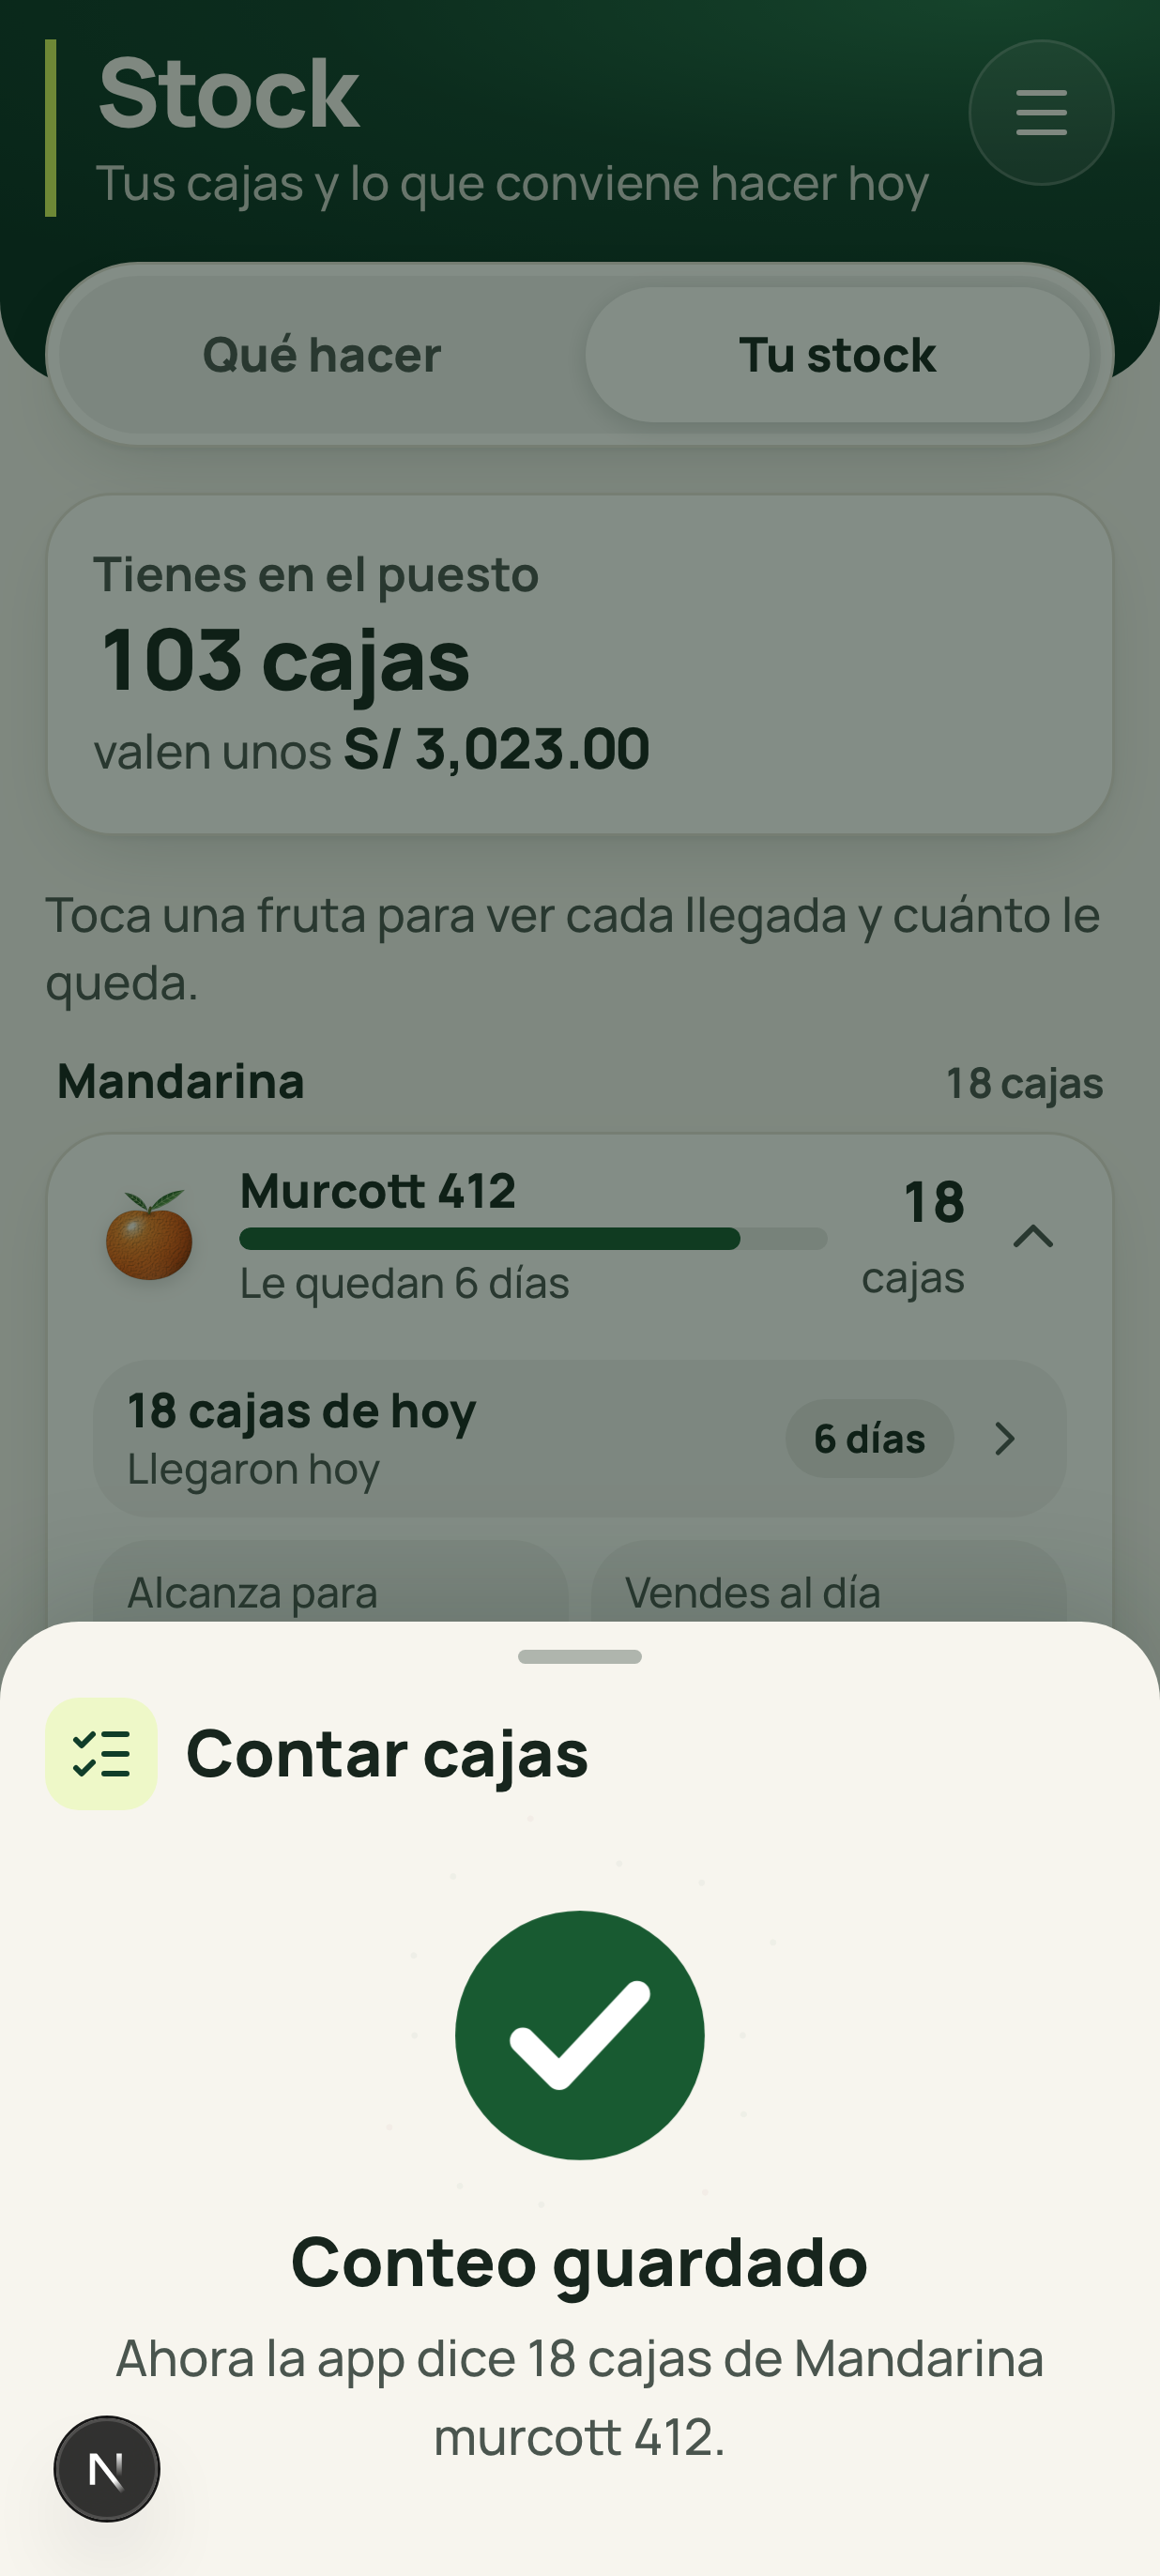 Stock
Tus cajas y lo que conviene hacer hoy
Qué hacer
Tu stock
Tienes en el puesto
103 cajas
valen unos S/ 3,023.00
Toca una fruta para ver cada llegada y cuánto le
queda.
Mandarina
18 cajas
Murcott 412
18
Le quedan 6 días
cajas
18 cajas de hoy
6 días
Llegaron hoy
Alcanza para
Vendes al día
Contar cajas
Conteo guardado
Ahora la app dice 18 cajas de Mandarina
murcott 412.
N